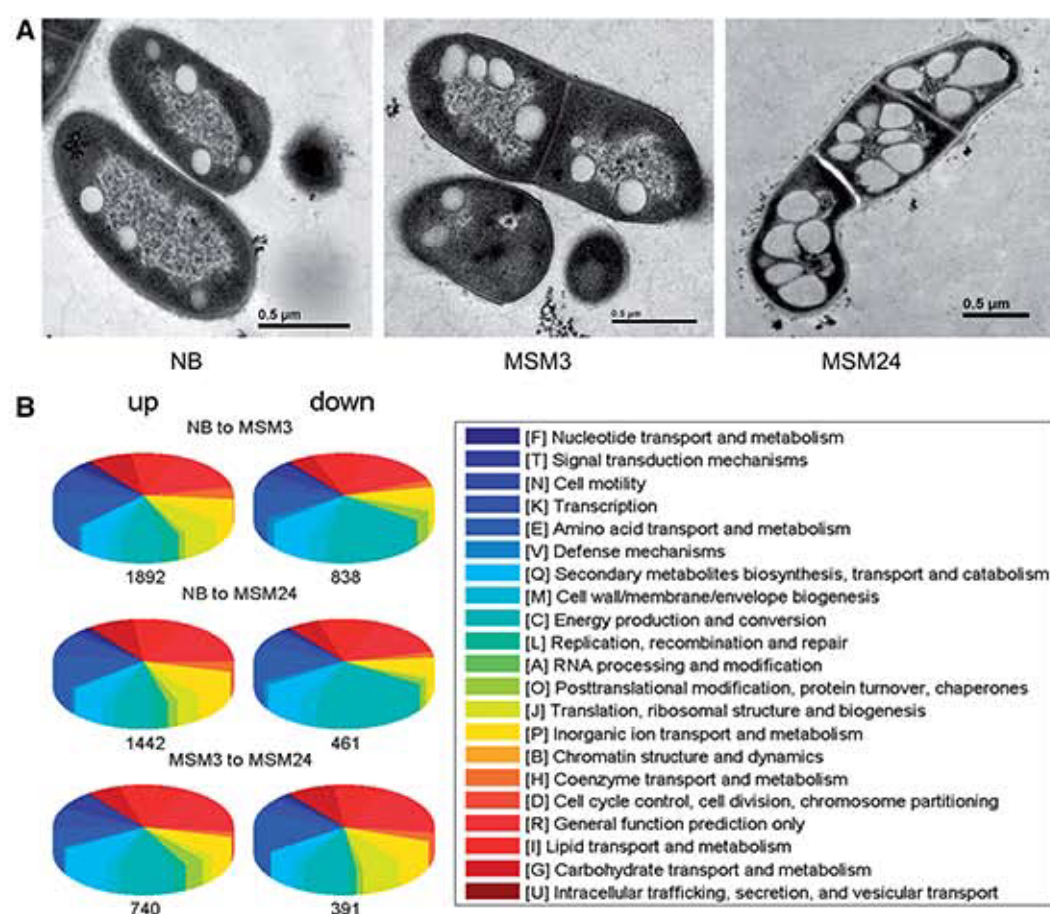 A
0.5 µm
0.5 µm
0.5 µm
NB
MSM3
MSM24
B
up
down
NB to MSM3
1892
838
NB to MSM24
1442
461
MSM3 to MSM24
740
391
[F] Nucleotide transport and metabolism
[T] Signal transduction mechanisms
[N] Cell motility
[K] Transcription
[E] Amino acid transport and metabolism
[V] Defense mechanisms
[Q] Secondary metabolites biosynthesis, transport and catabolism
[M] Cell wall/membrane/envelope biogenesis
[C] Energy production and conversion
[L] Replication, recombination and repair
[A] RNA processing and modification
[O] Posttranslational modification, protein turnover, chaperones
[J] Translation, ribosomal structure and biogenesis
[P] Inorganic ion transport and metabolism
[B] Chromatin structure and dynamics
[H] Coenzyme transport and metabolism
[D] Cell cycle control, cell division, chromosome partitioning
[R] General function prediction only
[I] Lipid transport and metabolism
[G] Carbohydrate transport and metabolism
[U] Intracellular trafficking, secretion, and vesicular transport